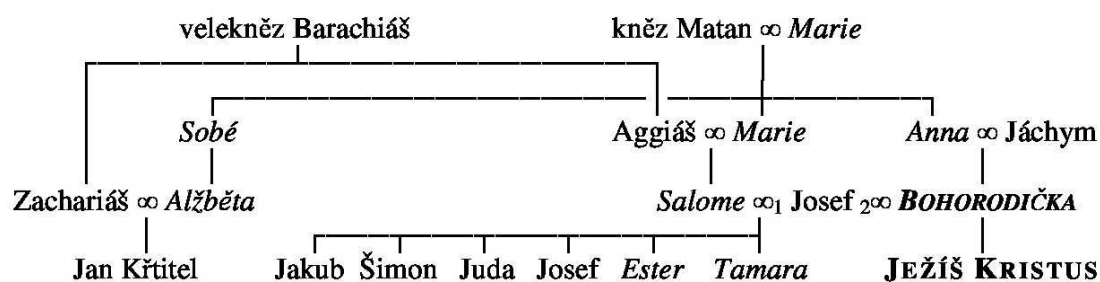 velekněz Barachiáš kněz Matan ∞ Marie
Sobé Aggiáš ∞ Marie Anna ∞ Jáchym
Zachariáš ∞ Alžběta Salome ∞₁ Josef ₂∞ BOHORODIČKA
Jan Křtitel Jakub Šimon Juda Josef Ester Tamara JEŽÍŠ KRISTUS